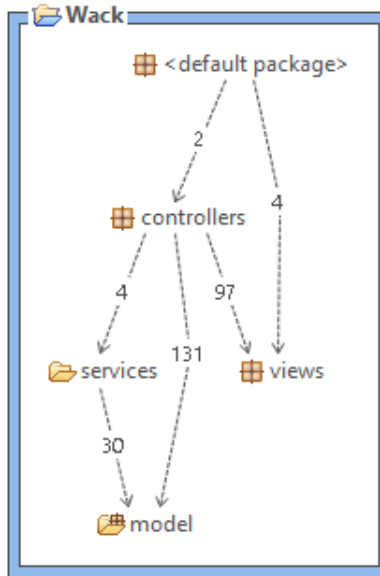 Wack
<default package>
2
4
controllers
4
97
131
services
views
30
model